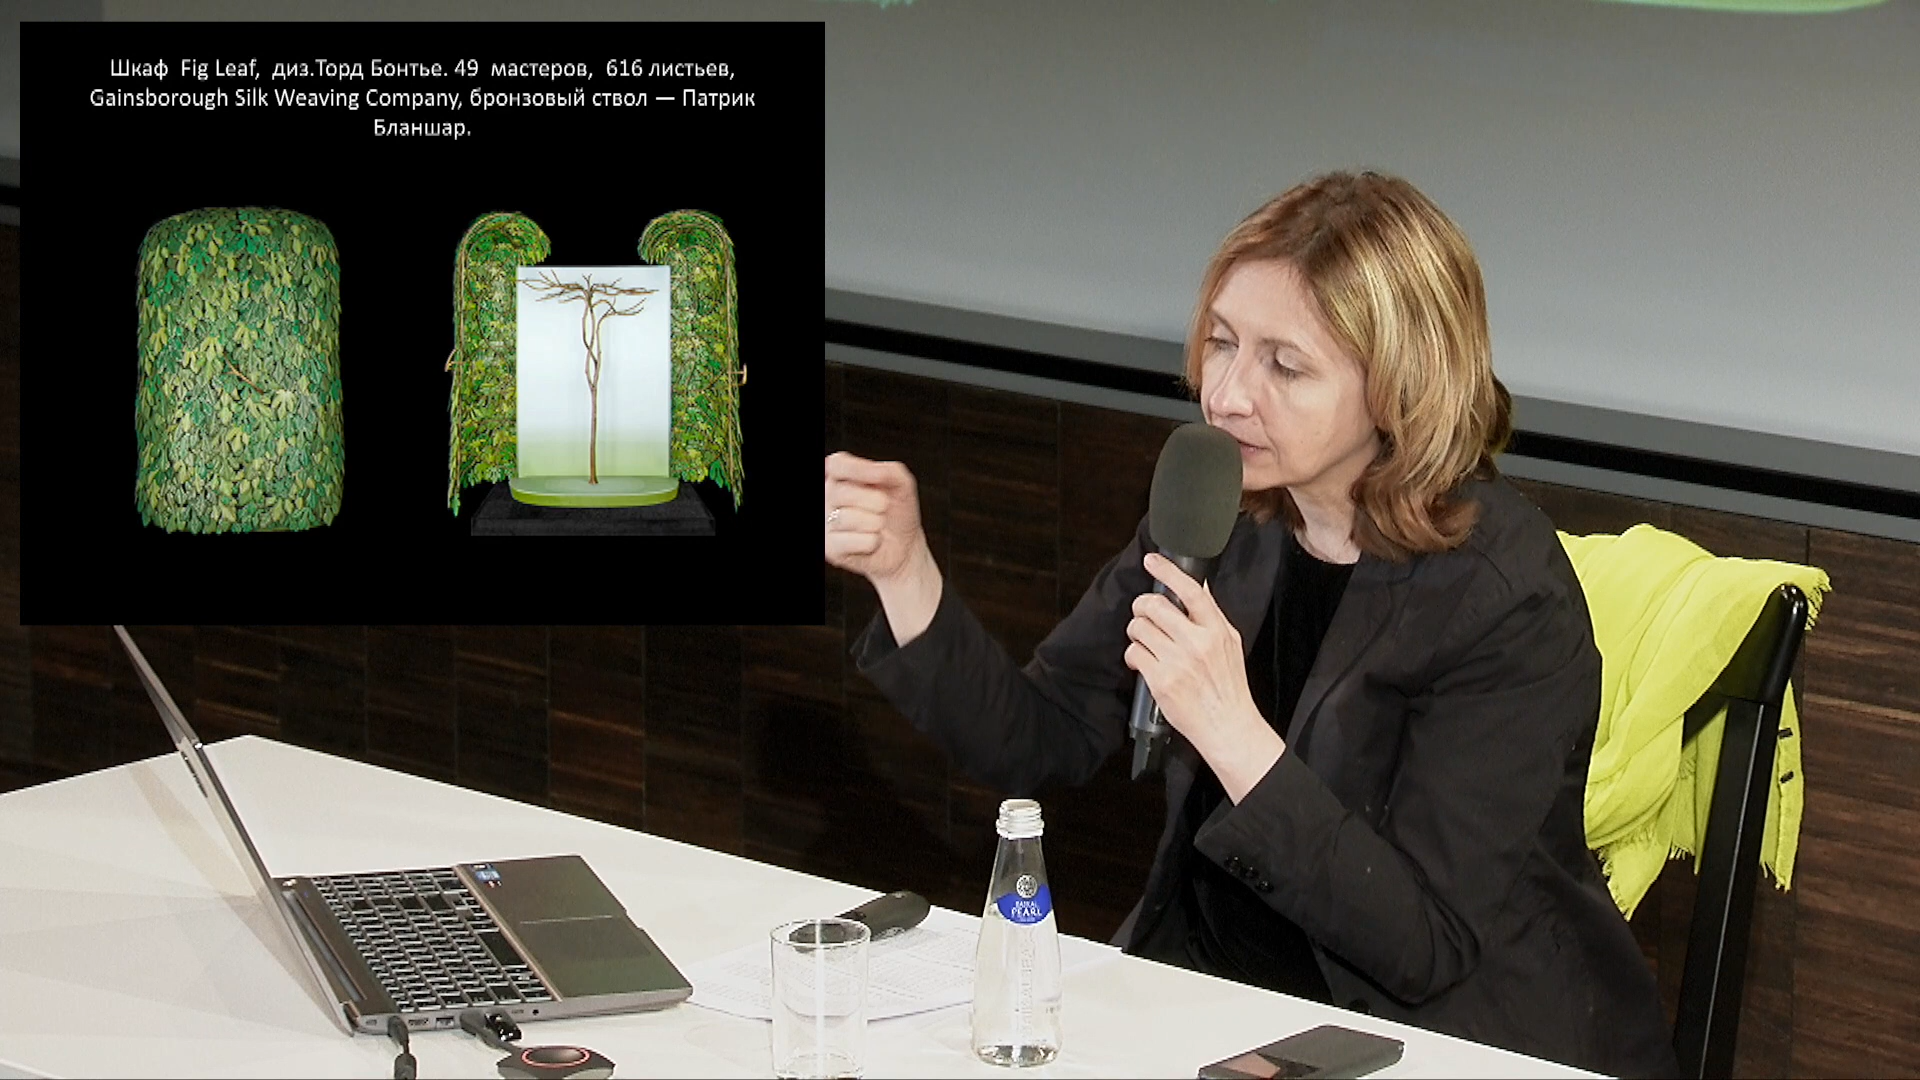 Шкаф Fig Leaf, диз.Торд Бонтье. 49 мастеров, 616 листьев,
Gainsborough Silk Weaving Company, бронзовый ствол — Патрик
Бланшар.
PEARL